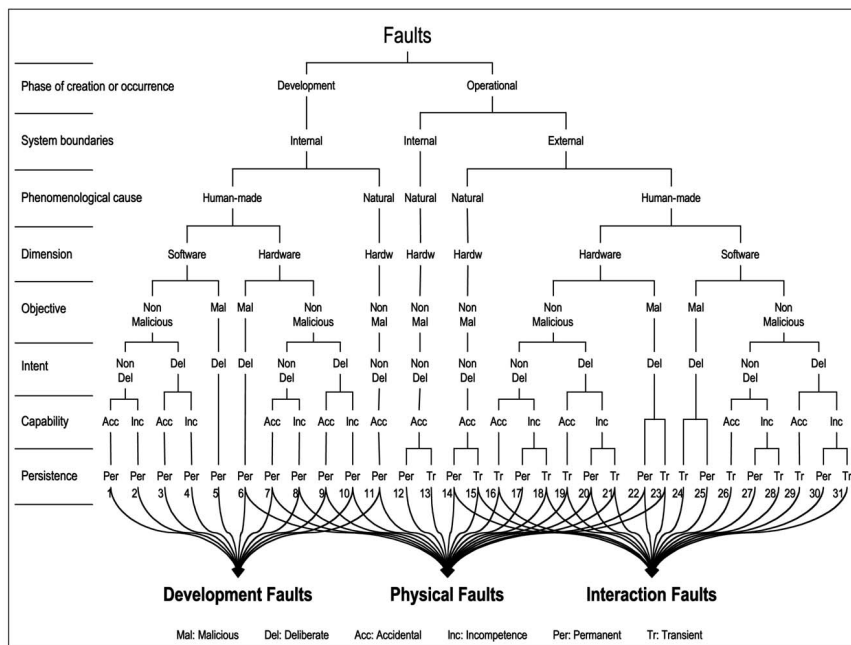 Faults
Phase of creation or occurrence Development Operational
System boundaries Internal Internal External
Phenomenological cause Human-made Natural Natural Natural Human-made
Dimension Software Hardware Hardw Hardw Hardw Hardware Software
Objective Non Mal Mal Non Non Non Non Non Mal Mal Non
Malicious Malicious Mal Mal Mal Malicious Malicious
Intent Non Del Del Del Non Del Non Non Non Non Del Del Del Non Del
Del Del Del Del Del Del Del
Capability Acc Inc Acc Inc Acc Inc Acc Inc Acc Acc Acc Acc Inc Acc Inc Acc Inc Acc Inc
Persistence Per Per Per Per Per Per Per Per Per Per Per Per Tr Per Tr Tr Per Tr Tr Per Tr Per Tr Tr Per Tr Per Tr Tr Per Tr
1 2 3 4 5 6 7 8 9 10 11 12 13 14 15 16 17 18 19 20 21 22 23 24 25 26 27 28 29 30 31
Development Faults Physical Faults Interaction Faults
Mal: Malicious Del: Deliberate Acc: Accidental Inc: Incompetence Per: Permanent Tr: Transient